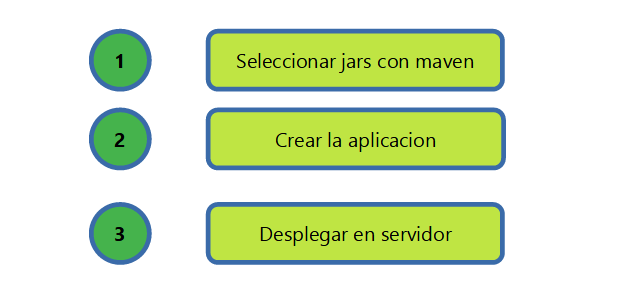 1
Seleccionar jars con maven
2
Crear la aplicacion
3
Desplegar en servidor